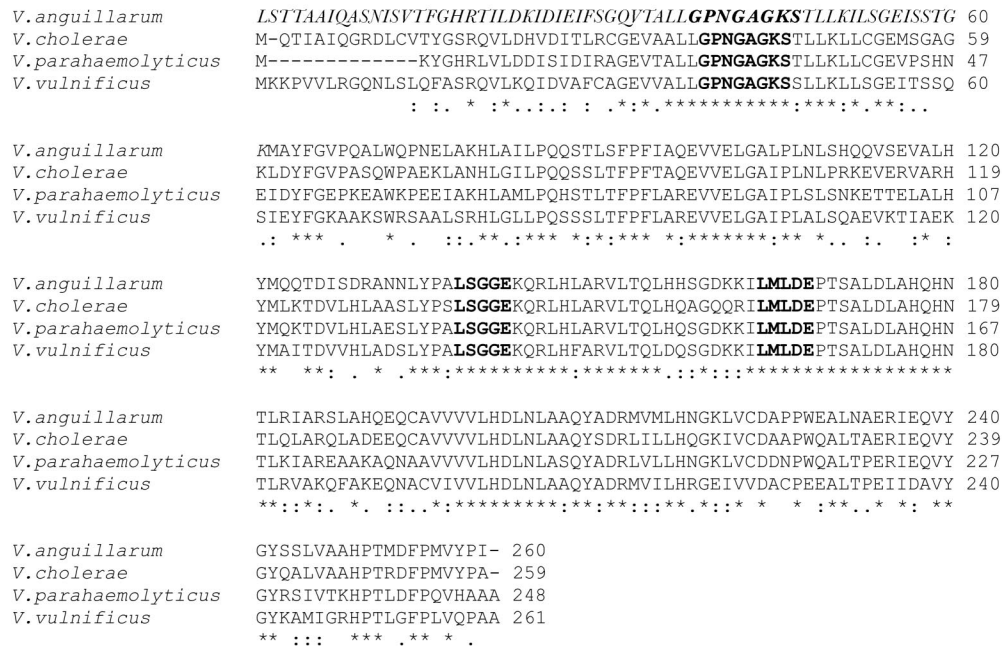 V.anguillarum LSTTAAIQASNISVTFGHRTILDKIDIEIFSGQVTALLGPNGAGKSTLLKILSGEISSTG 60
V.cholerae M-QTIAIQGRDLCVTYGSRQVLDHVDITLRCGEVAALLGPNGAGKSTLLKLLCGEMSGAG 59
V.parahaemolyticus M-------------KYGHRLVLDDISIDIRAGEVTALLGPNGAGKSTLLKLLCGEVPSHN 47
V.vulnificus MKKPVVLRGQNLSLQFASRQVLKQIDVAFCAGEVVALLGPNGAGKSSLLKLLSGEITSSQ 60
: :. * :*. :.: : .*:*.***********:***:*.**:..
V.anguillarum KMAYFGVPQALWQPNELAKHLAILPQQSTLSFPFIAQEVVELGALPLNLSHQQVSEVALH 120
V.cholerae KLDYFGVPASQWPAEKLANHLGILPQQSSLTFPFTAQEVVELGAIPLNLPRKEVERVARH 119
V.parahaemolyticus EIDYFGEPKEAWKPEEIAKHLAMLPQHSTLTFPFLAREVVELGAIPLSLSNKETTELALH 107
V.vulnificus SIEYFGKAAKSWRSAALSRHLGLLPQSSSLTFPFLAREVVELGAIPLALSQAEVKTIAEK 120
.: *** . * . ::.**.:*** *:*:*** *:*******:** *.. :. :* :
V.anguillarum YMQQTDISDRANNLYPALSGGEKQRLHLARVLTQLHHSGDKKILMLDEPTSALDLAHQHN 180
V.cholerae YMLKTDVLHLAASLYPSLSGGEKQRLHLARVLTQLHQAGQQRILMLDEPTSALDLAHQHN 179
V.parahaemolyticus YMQKTDVLHLAESLYPALSGGEKQRLHLARVLTQLHQSGDKKILMLDEPTSALDLAHQHN 167
V.vulnificus YMAITDVVHLADSLYPALSGGEKQRLHFARVLTQLDQSGDKKILMLDEPTSALDLAHQHN 180
** **: . * .***:**********:*******.::*:::******************
V.anguillarum TLRIARSLAHQEQCAVVVVLHDLNLAAQYADRMVMLHNGKLVCDAPPWEALNAERIEQVY 240
V.cholerae TLQLARQLADEEQCAVVVVLHDLNLAAQYSDRLILLHQGKIVCDAAPWQALTAERIEQVY 239
V.parahaemolyticus TLKIAREAAKAQNAAVVVVLHDLNLASQYADRLVLLHNGKLVCDDNPWQALTPERIEQVY 227
V.vulnificus TLRVAKQFAKEQNACVIVVLHDLNLAAQYADRMVILHRGEIVVDACPEEALTPEIIDAVY 240
**::*:. *. ::..*:*********:**:**:::**.*::* * * :**..* *: **
V.anguillarum GYSSLVAAHPTMDFPMVYPI- 260
V.cholerae GYQALVAAHPTRDFPMVYPA- 259
V.parahaemolyticus GYRSIVTKHPTLDFPQVHAAA 248
V.vulnificus GYKAMIGRHPTLGFPLVQPAA 261
** ::: *** .** * .